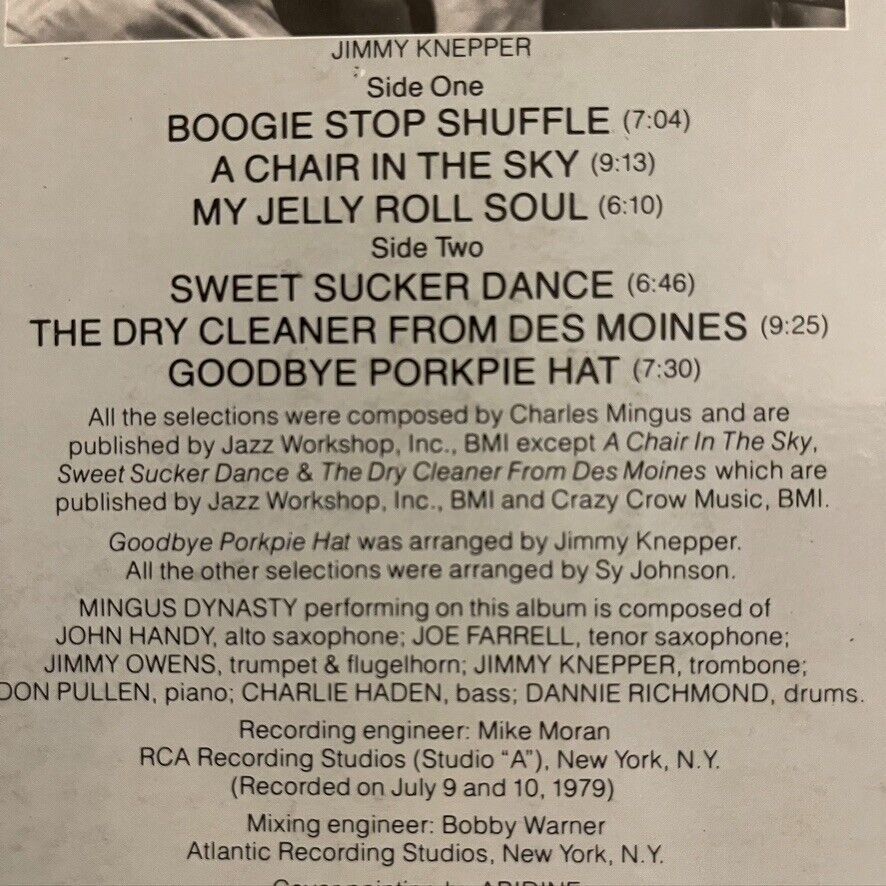 JIMMY KNEPPER
Side One
BOOGIE STOP SHUFFLE (7:04)
A CHAIR IN THE SKY (9:13)
MY JELLY ROLL SOUL (6:10)
Side Two
SWEET SUCKER DANCE (6:46)
THE DRY CLEANER FROM DES MOINES (9:25)
GOODBYE PORKPIE HAT (7:30)
All the selections were composed by Charles Mingus and are
published by Jazz Workshop, Inc., BMI except A Chair In The Sky,
Sweet Sucker Dance & The Dry Cleaner From Des Moines which are
published by Jazz Workshop, Inc., BMI and Crazy Crow Music, BMI.
Goodbye Porkpie Hat was arranged by Jimmy Knepper.
All the other selections were arranged by Sy Johnson.
MINGUS DYNASTY performing on this album is composed of
JOHN HANDY, alto saxophone; JOE FARRELL, tenor saxophone;
JIMMY OWENS, trumpet & flugelhorn; JIMMY KNEPPER, trombone;
DON PULLEN, piano; CHARLIE HADEN, bass; DANNIE RICHMOND, drums.
Recording engineer: Mike Moran
RCA Recording Studios (Studio “A”), New York, N.Y.
(Recorded on July 9 and 10, 1979)
Mixing engineer: Bobby Warner
Atlantic Recording Studios, New York, N.Y.